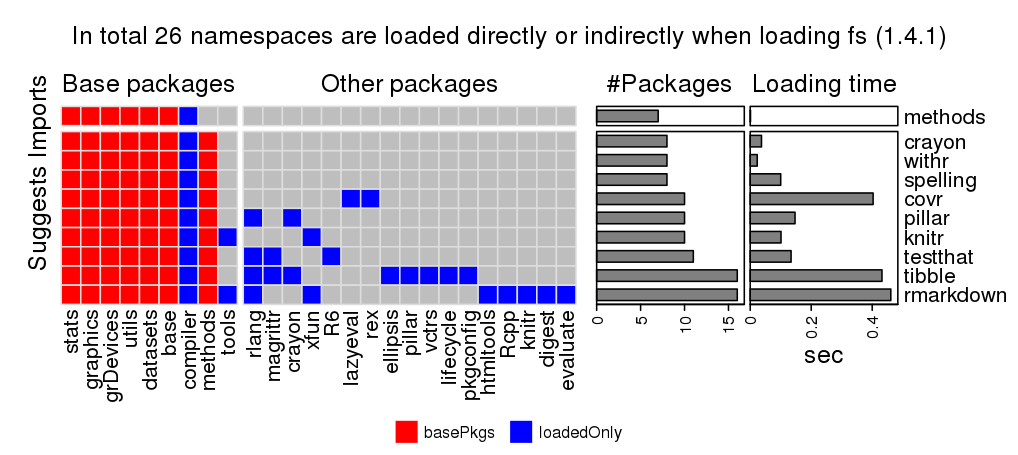 In total 26 namespaces are loaded directly or indirectly when loading fs (1.4.1)
Base packages
Other packages
#Packages
Loading time
Imports
Suggests
methods
crayon
withr
spelling
covr
pillar
knitr
testthat
tibble
rmarkdown
stats
graphics
grDevices
utils
datasets
base
compiler
methods
tools
rlang
magrittr
crayon
xfun
R6
lazyeval
rex
ellipsis
pillar
vctrs
lifecycle
pkgconfig
htmltools
Rcpp
knitr
digest
evaluate
0 5 10 15
0 0.2 0.4
sec
basePkgs
loadedOnly